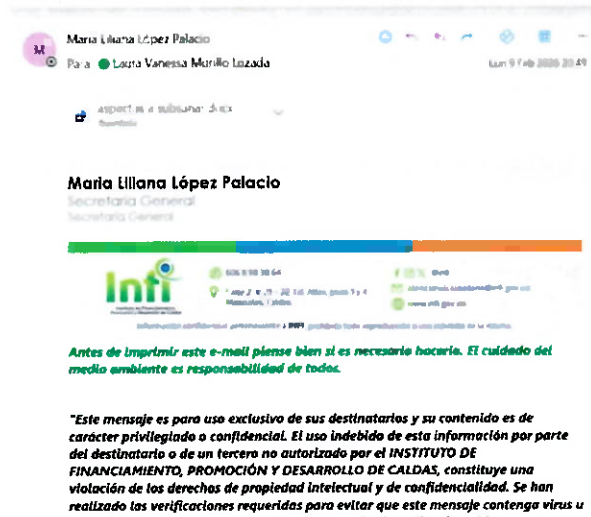 M
Maria Liliana López Palacio
Para Laura Vanessa Murillo Lozada
Lun 9 Feb 2026 20:49
aspectos a subsanar.docx
Maria Liliana López Palacio
Secretaria General
Secretaría General
Infi
Manizales, Caldas
Antes de imprimir este e-mail piense bien si es necesario hacerlo. El cuidado del
medio ambiente es responsabilidad de todos.
"Este mensaje es para uso exclusivo de sus destinatarios y su contenido es de
carácter privilegiado o confidencial. El uso indebido de esta información por parte
del destinatario o de un tercero no autorizado por el INSTITUTO DE
FINANCIAMIENTO, PROMOCIÓN Y DESARROLLO DE CALDAS, constituye una
violación de los derechos de propiedad intelectual y de confidencialidad. Se han
realizado las verificaciones requeridas para evitar que este mensaje contenga virus u